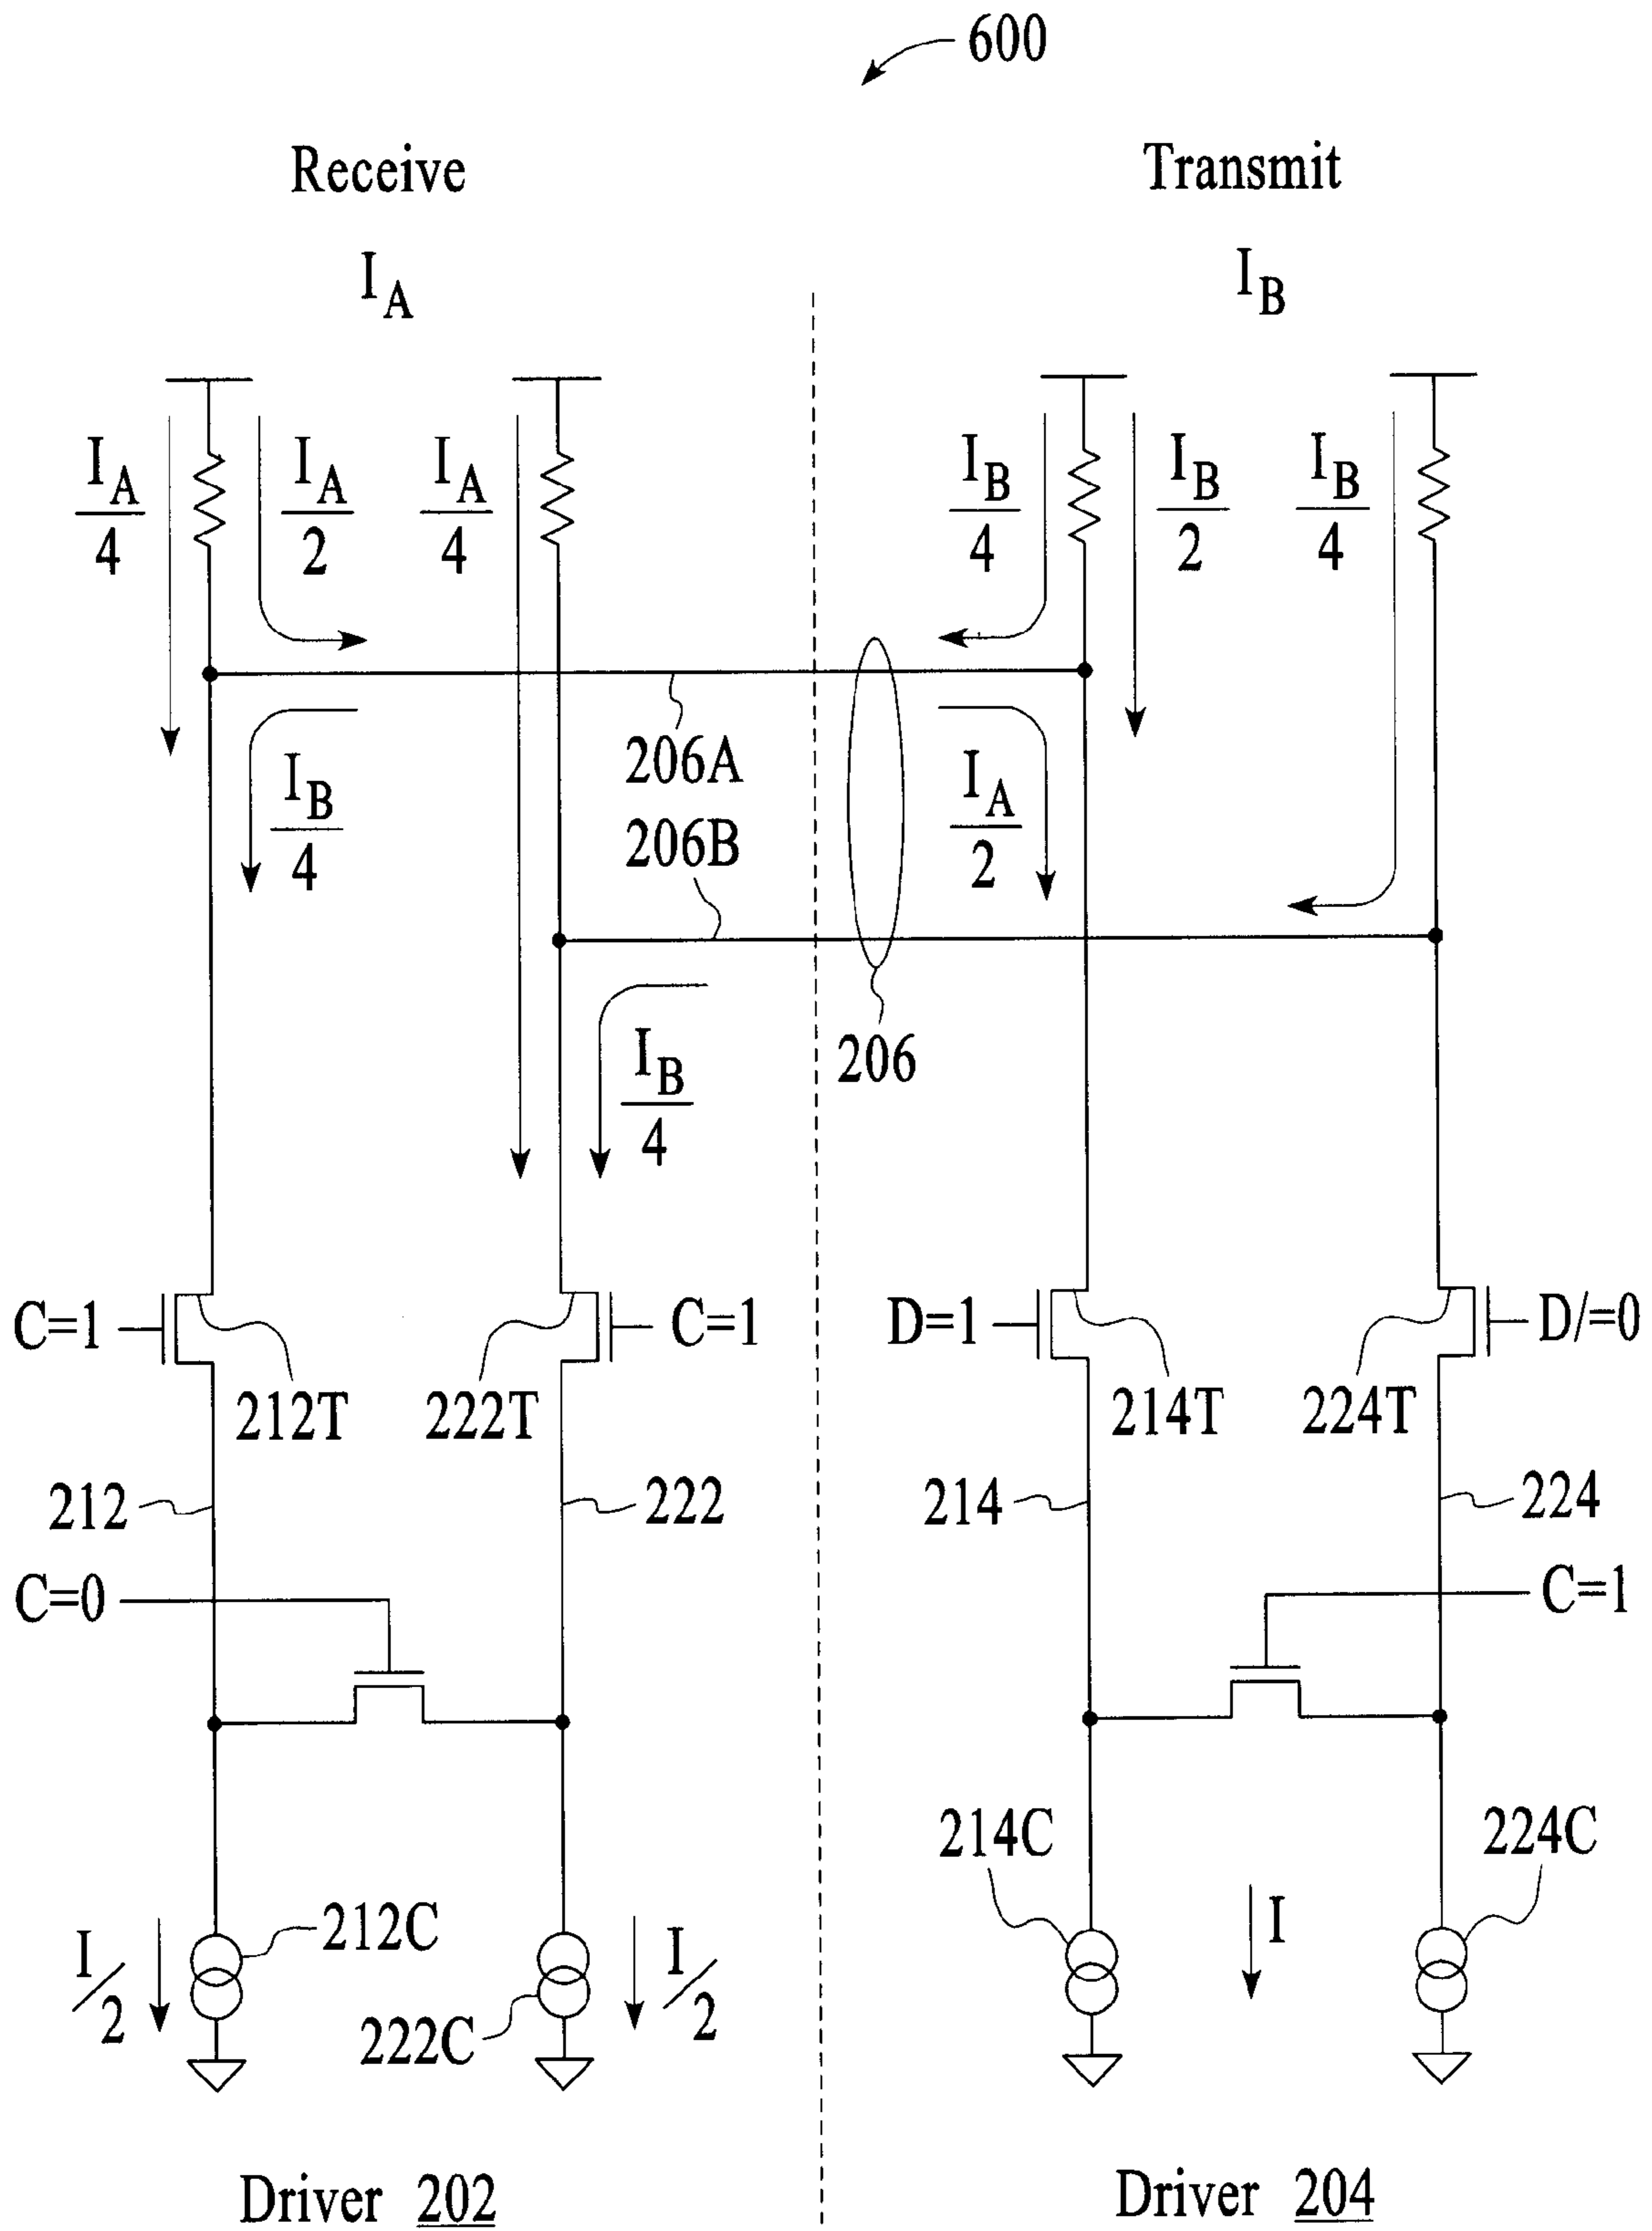 600
Receive
Transmit
I_A
I_B
I_A/4
I_A/2
I_A/4
I_B/4
I_B/2
I_B/4
206A
I_B/4
I_A/2
206B
206
I_B/4
C=1
C=1
D=1
D/=0
212T
222T
214T
224T
212
222
214
224
C=0
C=1
214C
224C
I/2
212C
I/2
I
222C
Driver 202
Driver 204